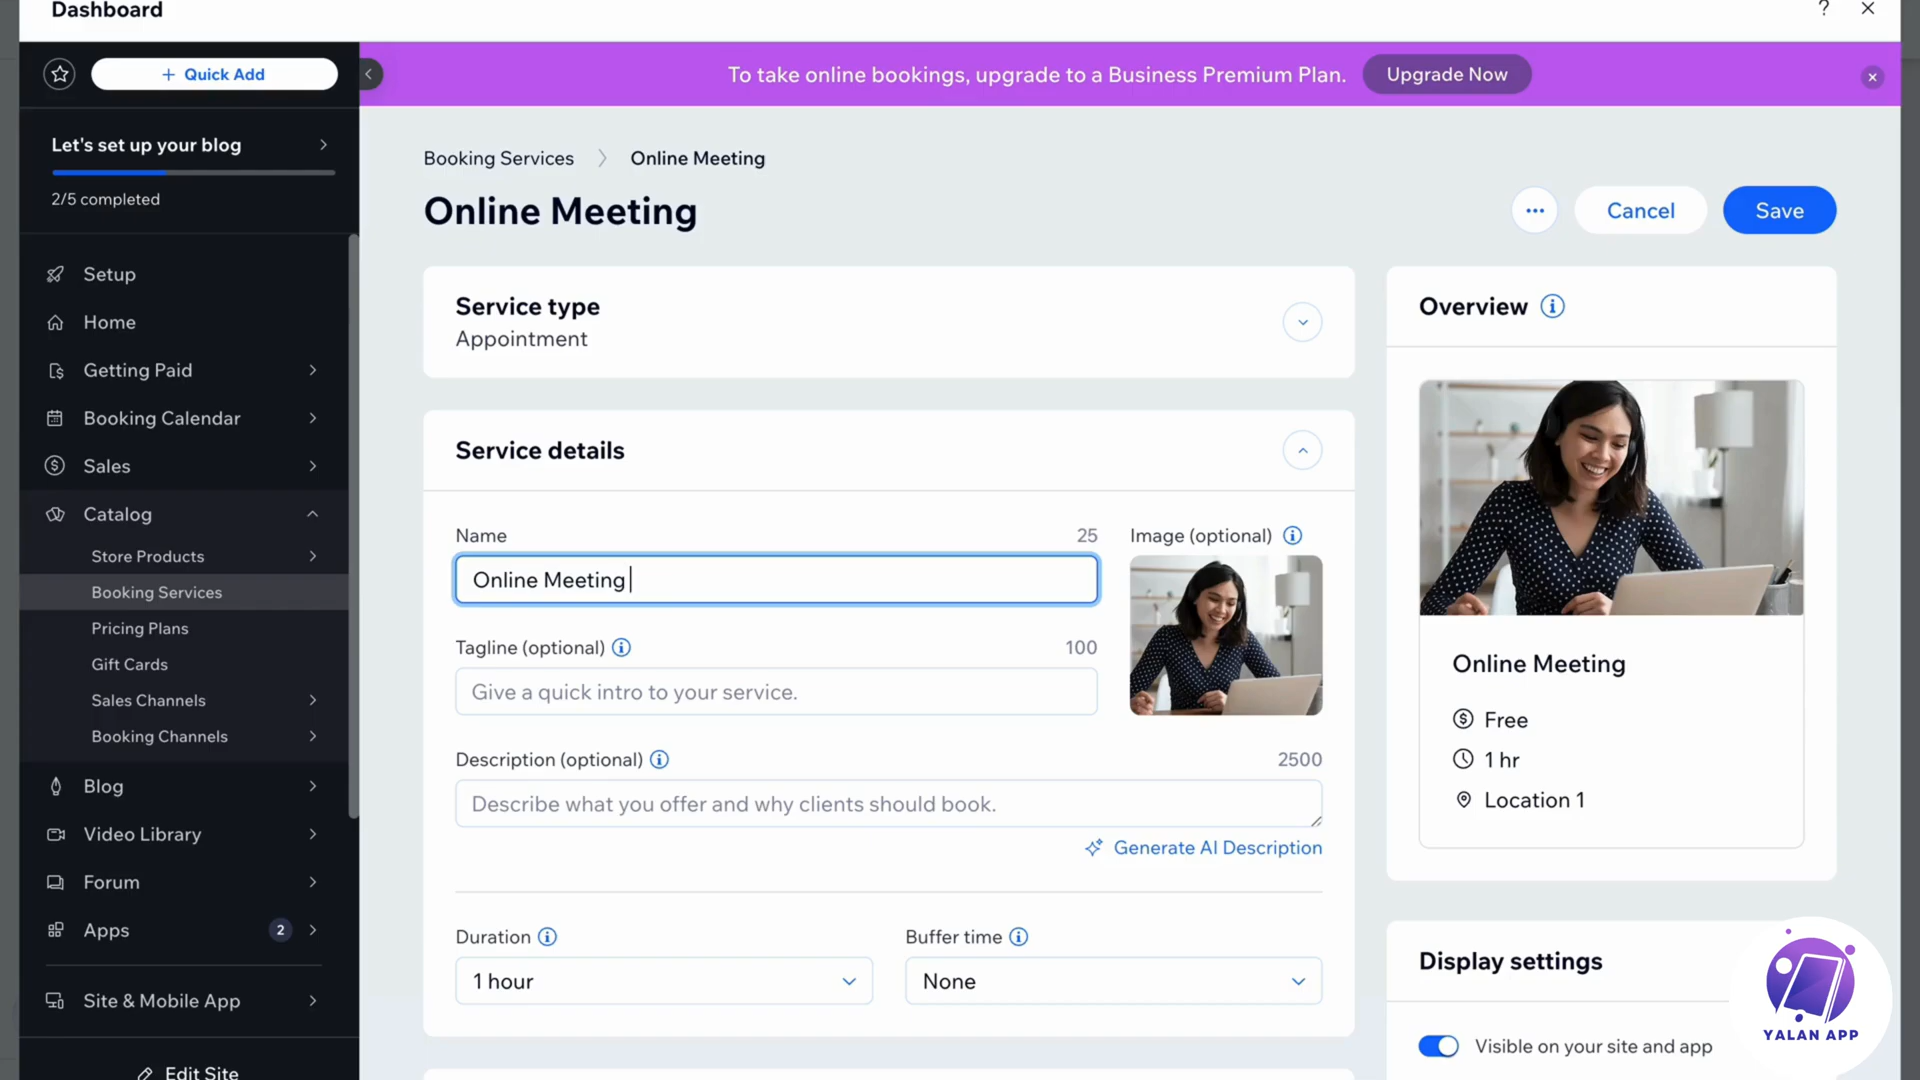 Dashboard
?
+ Quick Add
To take online bookings, upgrade to a Business Premium Plan.
Upgrade Now
Let's set up your blog
2/5 completed
Setup
Home
Getting Paid
Booking Calendar
Sales
Catalog
Store Products
Booking Services
Pricing Plans
Gift Cards
Sales Channels
Booking Channels
Blog
Video Library
Forum
Apps
2
Site & Mobile App
Edit Site
Booking Services
Online Meeting
Online Meeting
Cancel
Save
Service type
Appointment
Service details
Name
25
Online Meeting
Image (optional)
Tagline (optional)
100
Give a quick intro to your service.
Description (optional)
2500
Describe what you offer and why clients should book.
Generate AI Description
Duration
1 hour
Buffer time
None
Overview
Online Meeting
Free
1 hr
Location 1
Display settings
Visible on your site and app
YALAN APP